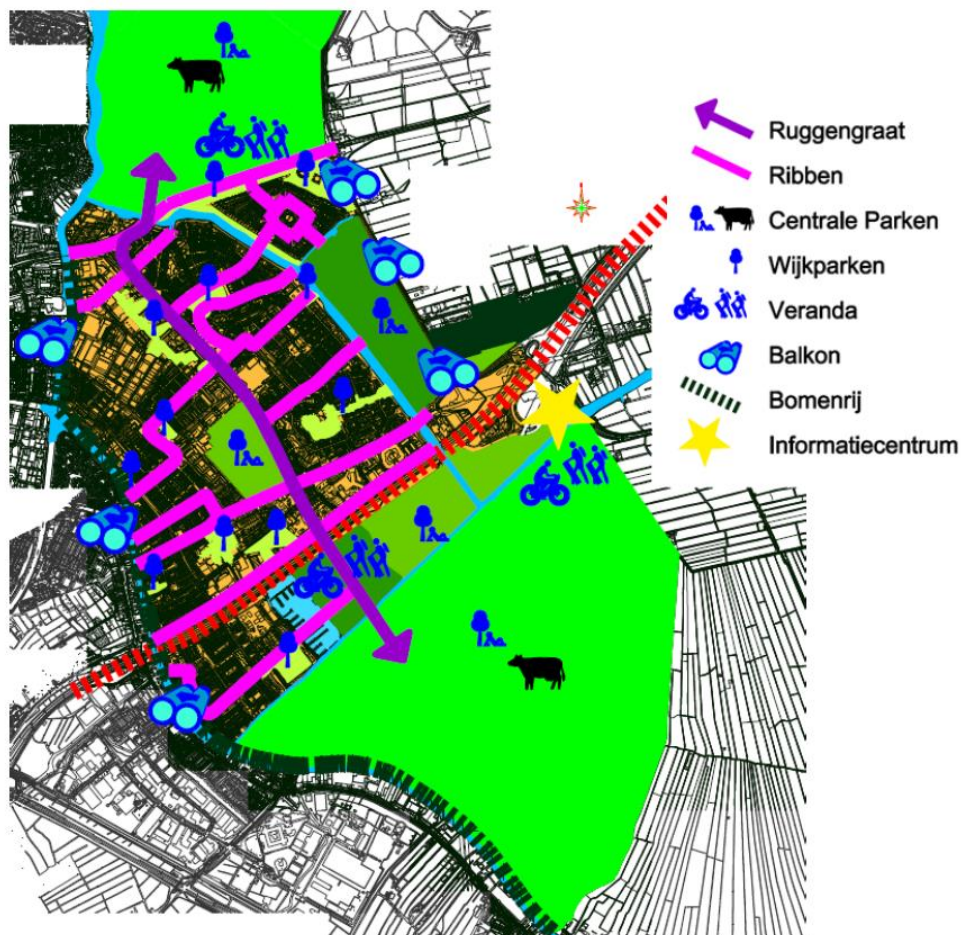 Ruggengraat
Ribben
Centrale Parken
Wijkparken
Veranda
Balkon
Bomenrij
Informatiecentrum